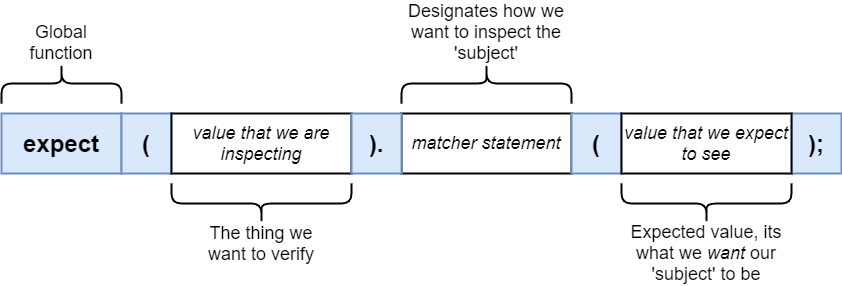 Global
function
Designates how we
want to inspect the
'subject'
expect
(
value that we are
inspecting
).
matcher statement
(
value that we expect
to see
);
The thing we
want to verify
Expected value, its
what we want our
'subject' to be